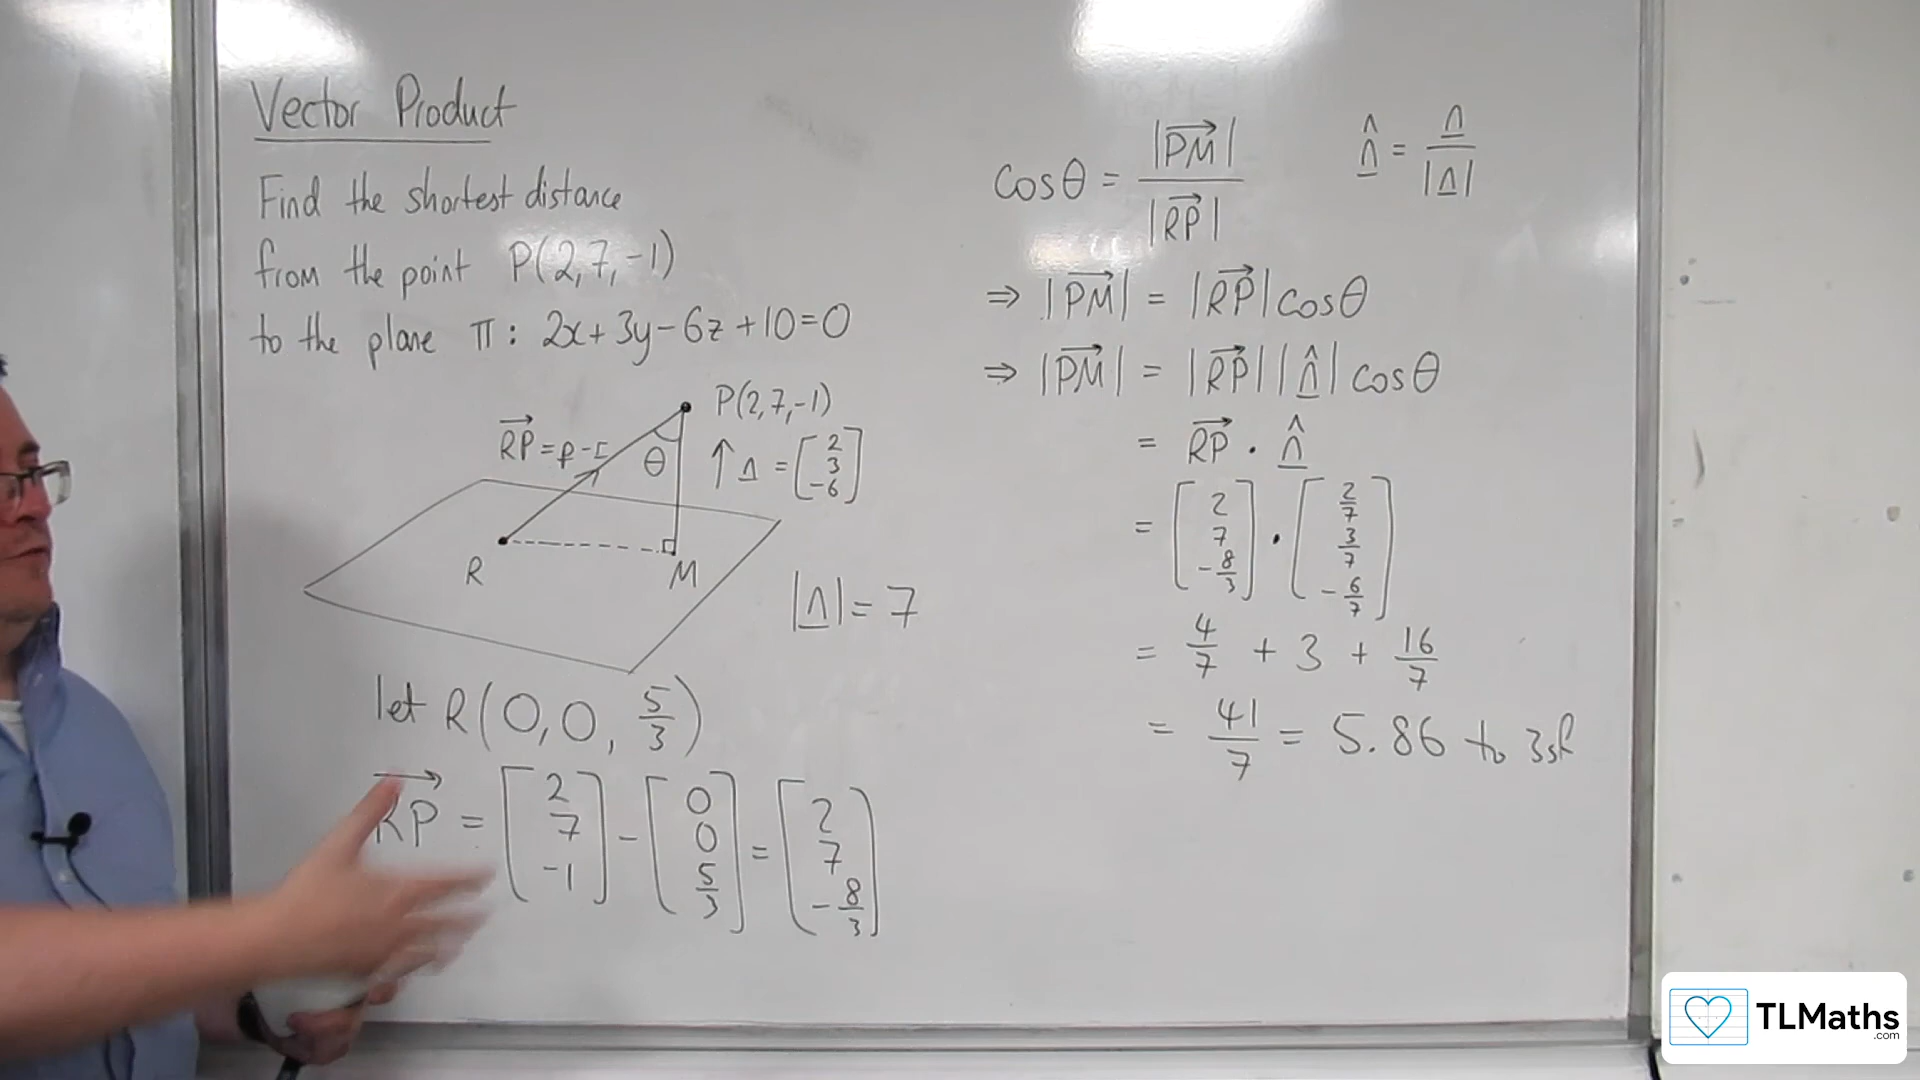 Vector Product
Find the shortest distance
from the point P(2,7,-1)
to the plane π: 2x+3y-6z+10=0
P(2,7,-1)
RP = p - r
θ
↑ n = [2 3 -6]
R
M
|n| = 7
let R(0,0,5/3)
RP = [2 7 -1] - [0 0 5/3] = [2 7 -8/3]
cosθ = |PM| / |RP|
n̂ = n / |n|
⇒ |PM| = |RP| cosθ
⇒ |PM| = |RP| |n̂| cosθ
= RP · n̂
= [2 7 -8/3] · [2/7 3/7 -6/7]
= 4/7 + 3 + 16/7
= 41/7 = 5.86 to 3sf
TLMaths
.com